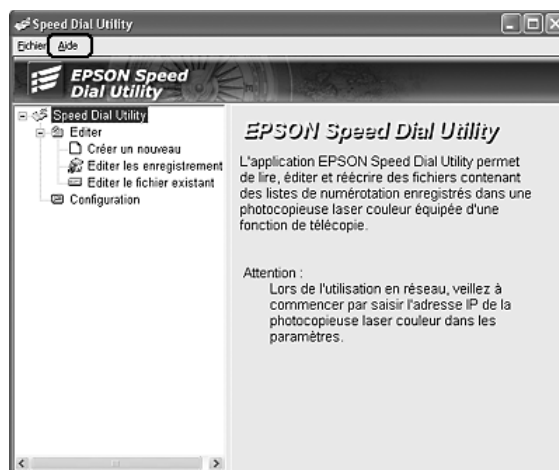 Speed Dial Utility
Fichier Aide
EPSON Speed
Dial Utility
Speed Dial Utility
Editer
Créer un nouveau
Editer les enregistrement
Editer le fichier existant
Configuration
EPSON Speed Dial Utility
L'application EPSON Speed Dial Utility permet
de lire, éditer et réécrire des fichiers contenant
des listes de numérotation enregistrés dans une
photocopieuse laser couleur équipée d'une
fonction de télécopie.
Attention :
Lors de l'utilisation en réseau, veillez à
commencer par saisir l'adresse IP de la
photocopieuse laser couleur dans les
paramètres.